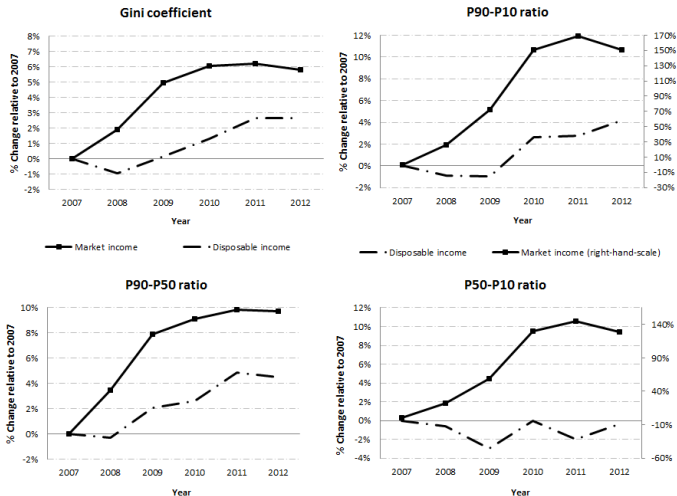 Gini coefficient
% Change relative to 2007
8%
7%
6%
5%
4%
3%
2%
1%
0%
-1%
-2%
2007 2008 2009 2010 2011 2012
Year
Market income
Disposable income
P90-P10 ratio
% Change relative to 2007
12%
10%
8%
6%
4%
2%
0%
-2%
170%
150%
130%
110%
90%
70%
50%
30%
10%
-10%
-30%
2007 2008 2009 2010 2011 2012
Year
Disposable income
Market income (right-hand-scale)
P90-P50 ratio
% Change relative to 2007
10%
8%
6%
4%
2%
0%
-2%
2007 2008 2009 2010 2011 2012
Year
P50-P10 ratio
% Change relative to 2007
12%
10%
8%
6%
4%
2%
0%
-2%
-4%
140%
90%
40%
-10%
-60%
2007 2008 2009 2010 2011 2012
Year